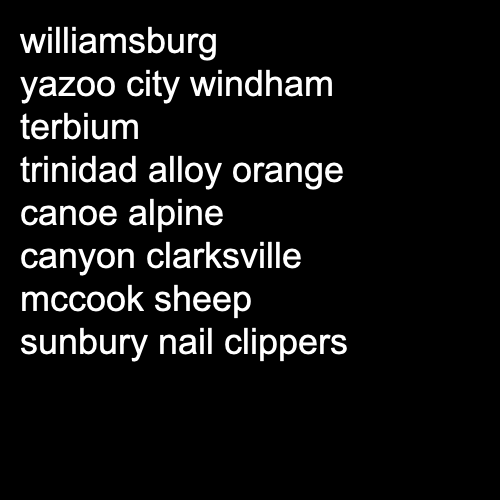 williamsburg
yazoo city windham
terbium
trinidad alloy orange
canoe alpine
canyon clarksville
mccook sheep
sunbury nail clippers